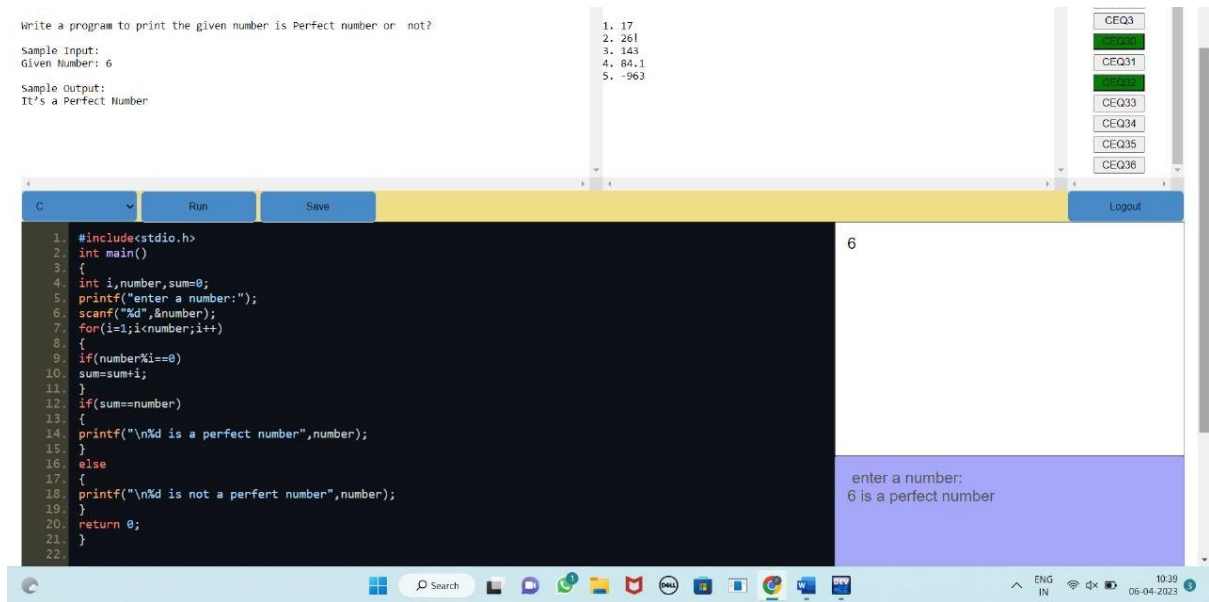 Write a program to print the given number is Perfect number or not?
Sample Input:
Given Number: 6
Sample Output:
It's a Perfect Number
1. 17
2. 26!
3. 143
4. 84.1
5. -963
CEQ3
CEQ30
CEQ31
CEQ32
CEQ33
CEQ34
CEQ35
CEQ36
C
Run
Save
Logout
1. #include<stdio.h>
2. int main()
3. {
4. int i,number,sum=0;
5. printf("enter a number:");
6. scanf("%d",&number);
7. for(i=1;i<number;i++)
8. {
9. if(number%i==0)
10. sum=sum+i;
11. }
12. if(sum==number)
13. {
14. printf("\n%d is a perfect number",number);
15. }
16. else
17. {
18. printf("\n%d is not a perfert number",number);
19. }
20. return 0;
21. }
22.
6
enter a number:
6 is a perfect number
Search
1
DELL
ENG
IN
10:39
06-04-2023
3